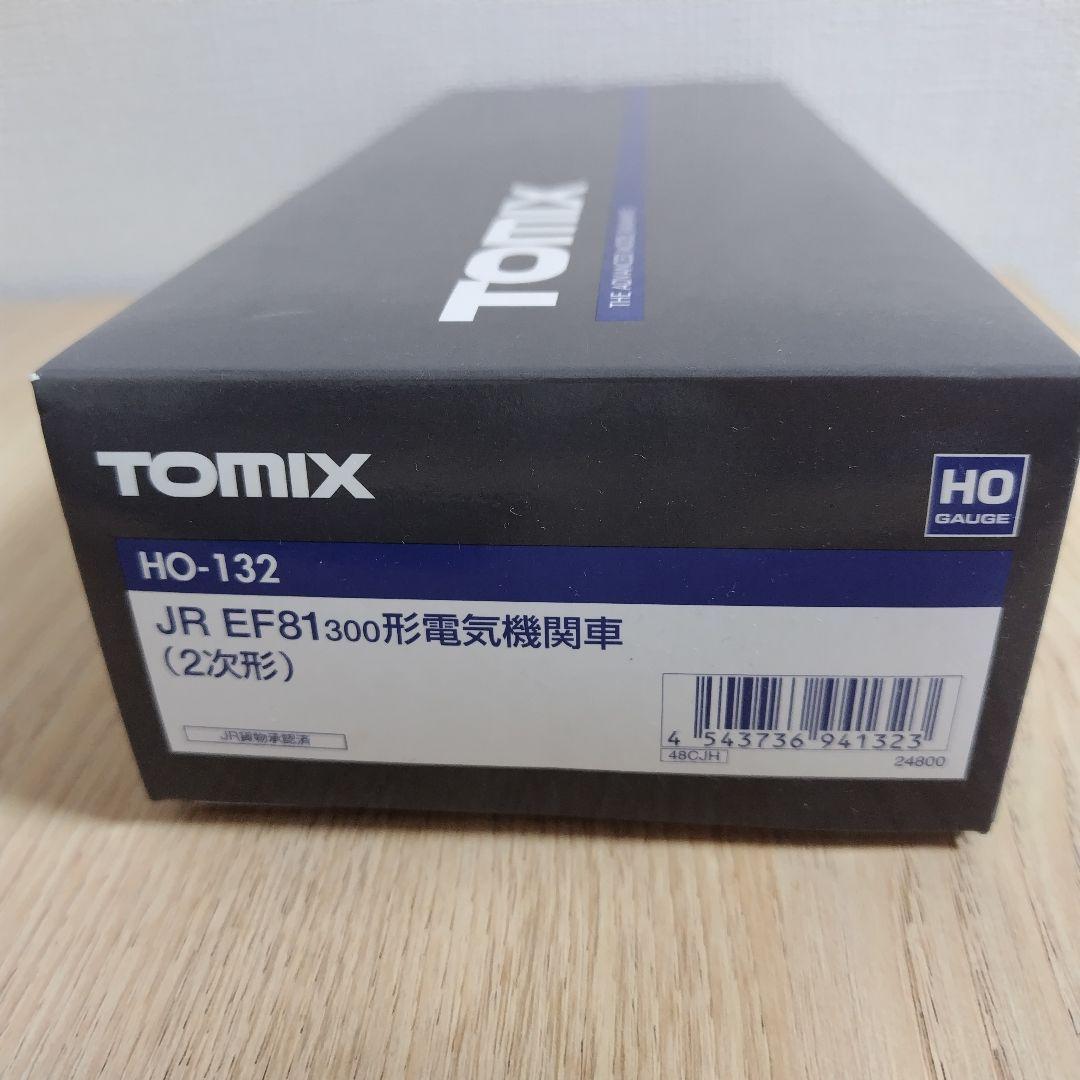 TOMIX
THE ADVANCED MODEL RAILWAY
TOMIX
HO
GAUGE
HO-132
JR EF81300形電気機関車
(2次形)
JR貨物承認済
4 543736 941323
48CJH
24800